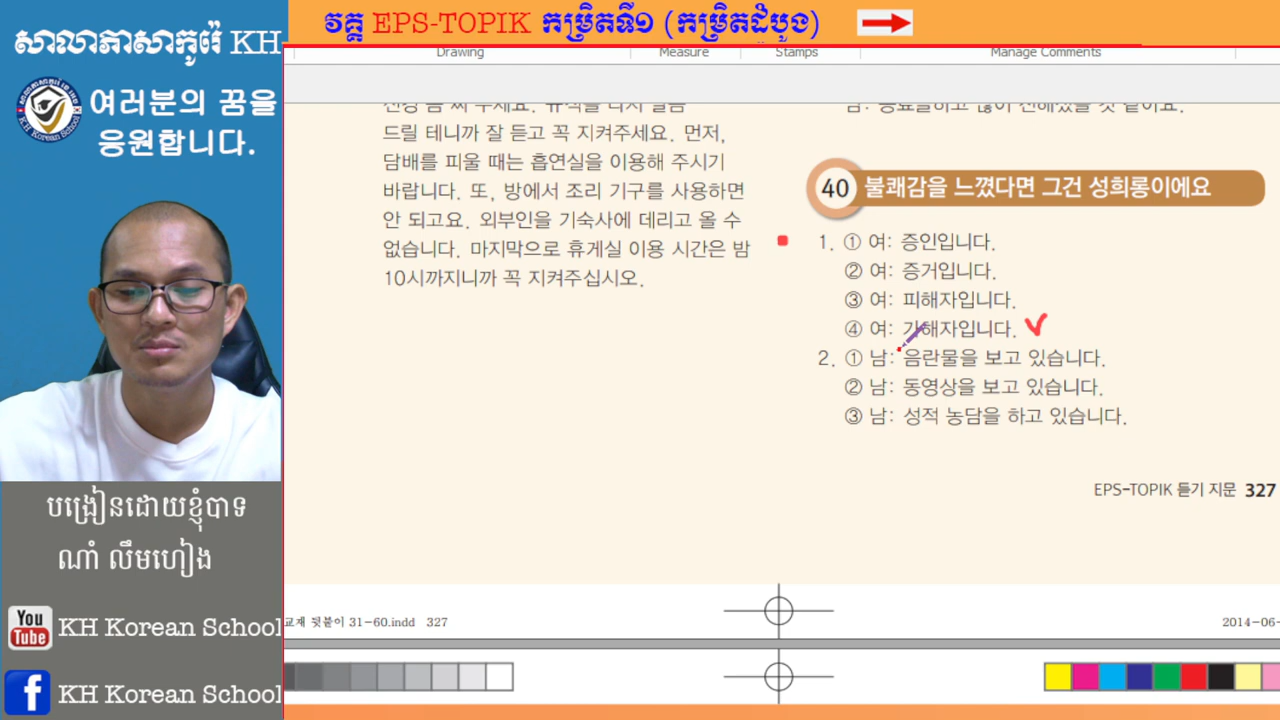 សាលាភាសាកូរ៉េ KH
여러분의 꿈을
응원합니다.
បង្រៀនដោយខ្ញុំបាទ
ណាំ លឹមហៀង
KH Korean School
KH Korean School
វគ្គ EPS-TOPIK កម្រិតទី១ (កម្រិតដំបូង)
Drawing Measure Stamps Manage Comments
드릴 테니까 잘 듣고 꼭 지켜주세요. 먼저,
담배를 피울 때는 흡연실을 이용해 주시기
바랍니다. 또, 방에서 조리 기구를 사용하면
안 되고요. 외부인을 기숙사에 데리고 올 수
없습니다. 마지막으로 휴게실 이용 시간은 밤
10시까지니까 꼭 지켜주십시오.
40 불쾌감을 느꼈다면 그건 성희롱이에요
1. ① 여: 증인입니다.
② 여: 증거입니다.
③ 여: 피해자입니다.
④ 여: 가해자입니다.
2. ① 남: 음란물을 보고 있습니다.
② 남: 동영상을 보고 있습니다.
③ 남: 성적 농담을 하고 있습니다.
EPS-TOPIK 듣기 지문 327
교재 뒷붙이 31-60.indd 327
2014-06-